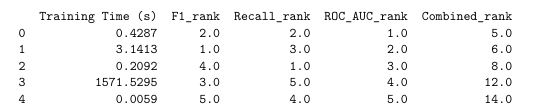 Training Time (s) F1_rank Recall_rank ROC_AUC_rank Combined_rank
0 0.4287 2.0 2.0 1.0 5.0
1 3.1413 1.0 3.0 2.0 6.0
2 0.2092 4.0 1.0 3.0 8.0
3 1571.5295 3.0 5.0 4.0 12.0
4 0.0059 5.0 4.0 5.0 14.0